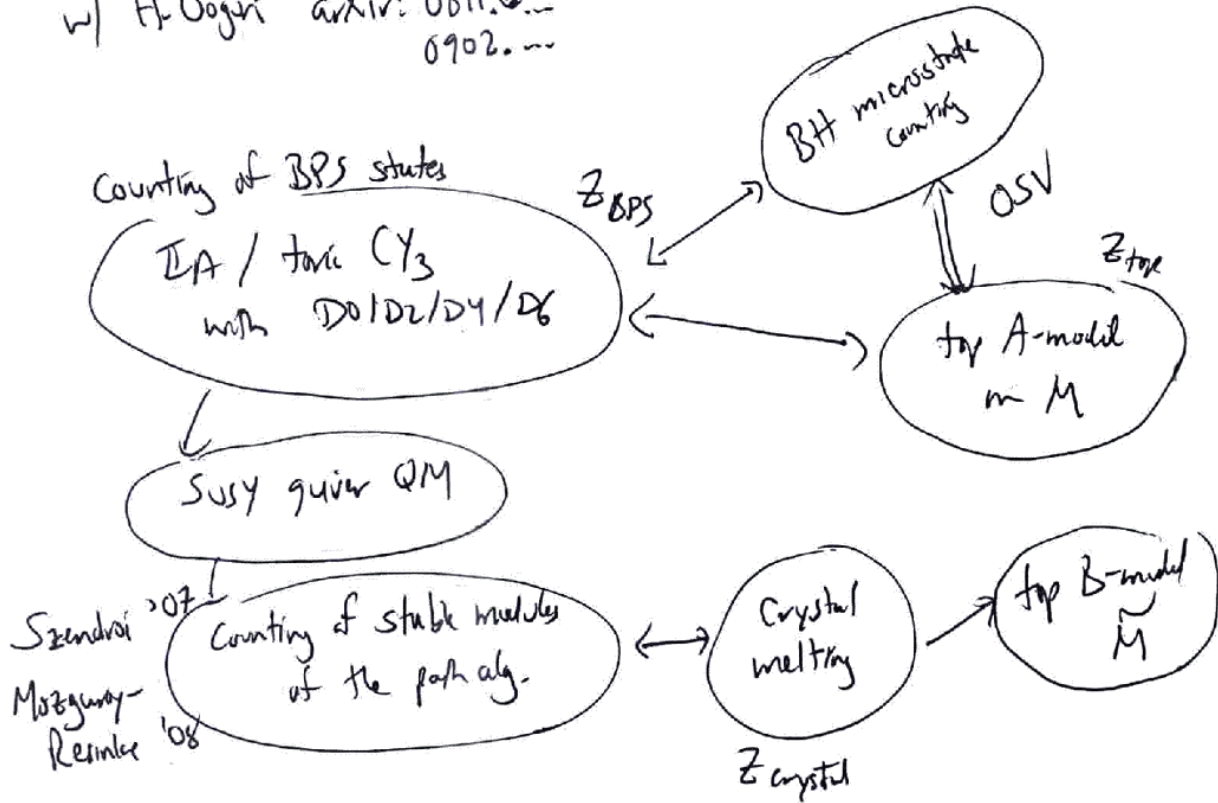 w/ H. Ooguri arXiv: 0811.
0902. ...
BH microstate
counting
Counting of BPS states
Z_BPS
OSV
IIA / toric CY_3
with D0/D2/D4/D6
Z_top
top A-model
on M
Susy quiver QM
Szendroi '07
Mozgovoy-
Reineke '08
Counting of stable modules
of the path alg.
Crystal
melting
Z_crystal
top B-model
M̃